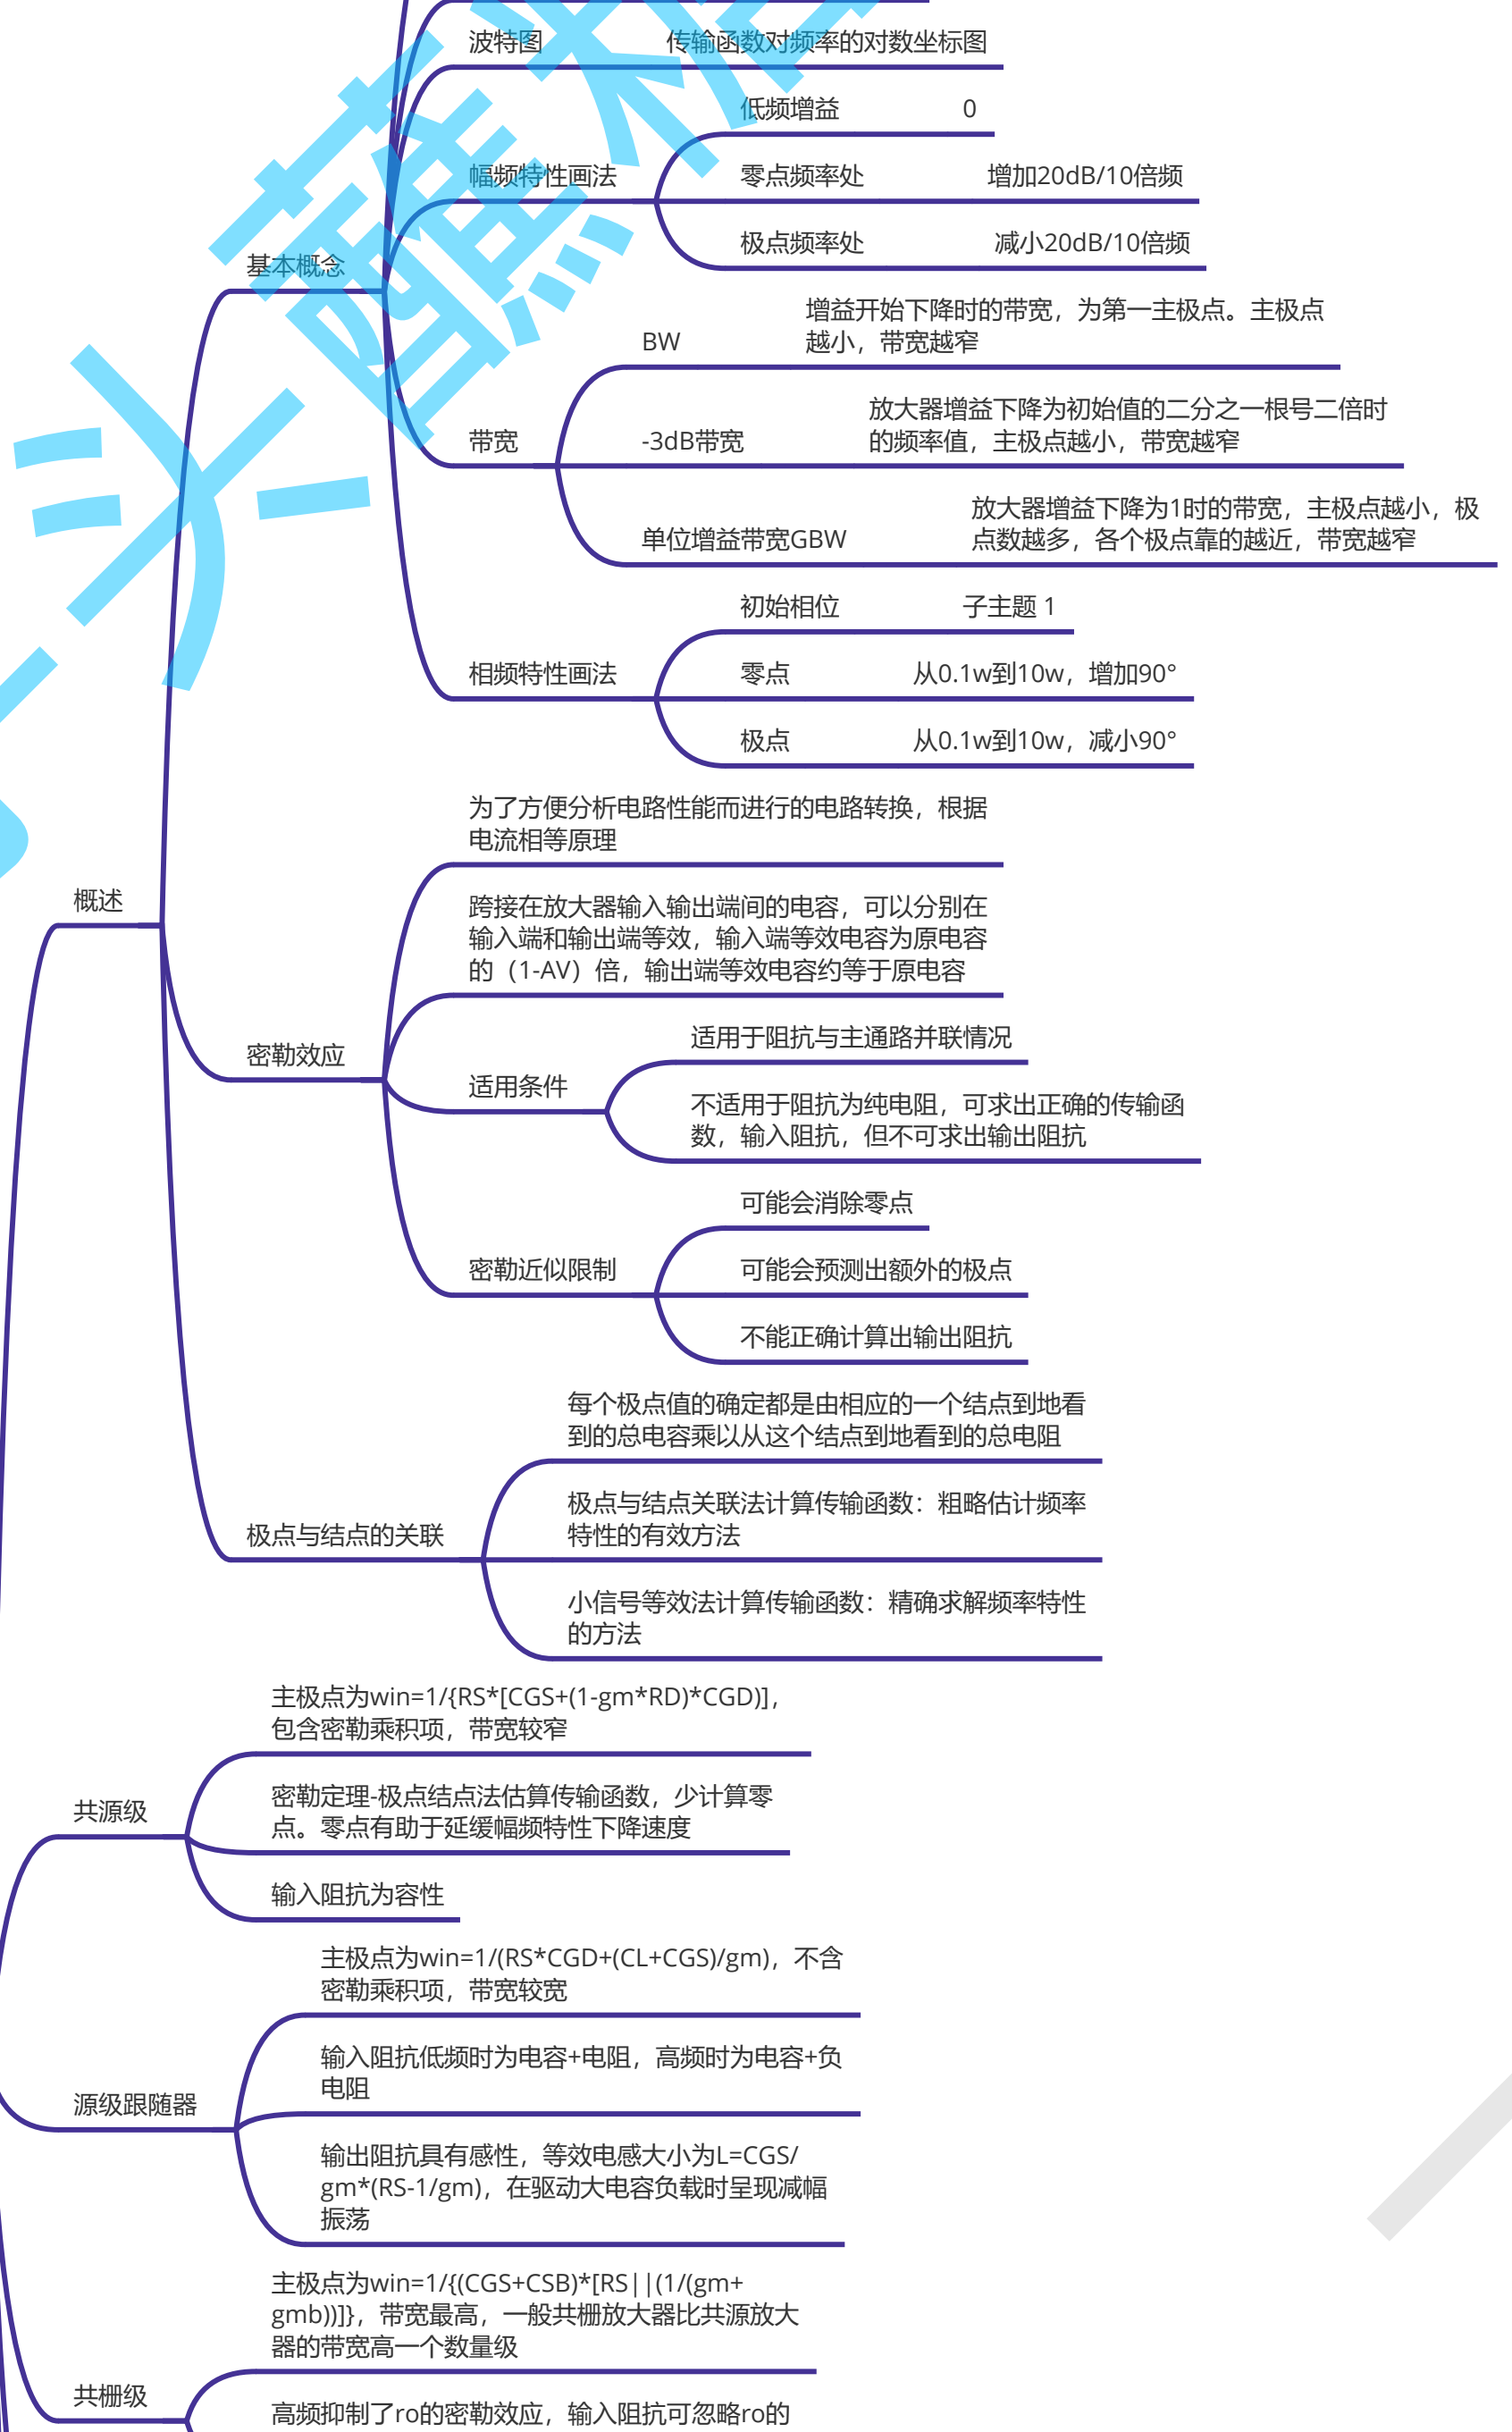 波特图
传输函数对频率的对数坐标图
低频增益
0
幅频特性画法
零点频率处
增加20dB/10倍频
极点频率处
减小20dB/10倍频
基本概念
BW
增益开始下降时的带宽，为第一主极点。主极点
越小，带宽越窄
带宽
-3dB带宽
放大器增益下降为初始值的二分之一根号二倍时
的频率值，主极点越小，带宽越窄
单位增益带宽GBW
放大器增益下降为1时的带宽，主极点越小，极
点数越多，各个极点靠的越近，带宽越窄
初始相位
子主题 1
相频特性画法
零点
从0.1w到10w，增加90°
极点
从0.1w到10w，减小90°
概述
为了方便分析电路性能而进行的电路转换，根据
电流相等原理
跨接在放大器输入输出端间的电容，可以分别在
输入端和输出端等效，输入端等效电容为原电容
的（1-AV）倍，输出端等效电容约等于原电容
密勒效应
适用条件
适用于阻抗与主通路并联情况
不适用于阻抗为纯电阻，可求出正确的传输函
数，输入阻抗，但不可求出输出阻抗
密勒近似限制
可能会消除零点
可能会预测出额外的极点
不能正确计算出输出阻抗
极点与结点的关联
每个极点值的确定都是由相应的一个结点到地看
到的总电容乘以从这个结点到地看到的总电阻
极点与结点关联法计算传输函数：粗略估计频率
特性的有效方法
小信号等效法计算传输函数：精确求解频率特性
的方法
共源级
主极点为win=1/{RS*[CGS+(1-gm*RD)*CGD)]，
包含密勒乘积项，带宽较窄
密勒定理-极点结点法估算传输函数，少计算零
点。零点有助于延缓幅频特性下降速度
输入阻抗为容性
源级跟随器
主极点为win=1/(RS*CGD+(CL+CGS)/gm)，不含
密勒乘积项，带宽较宽
输入阻抗低频时为电容+电阻，高频时为电容+负
电阻
输出阻抗具有感性，等效电感大小为L=CGS/
gm*(RS-1/gm)，在驱动大电容负载时呈现减幅
振荡
共栅级
主极点为win=1/{(CGS+CSB)*[RS||(1/(gm+
gmb))]}，带宽最高，一般共栅放大器比共源放大
器的带宽高一个数量级
高频抑制了ro的密勒效应，输入阻抗可忽略ro的